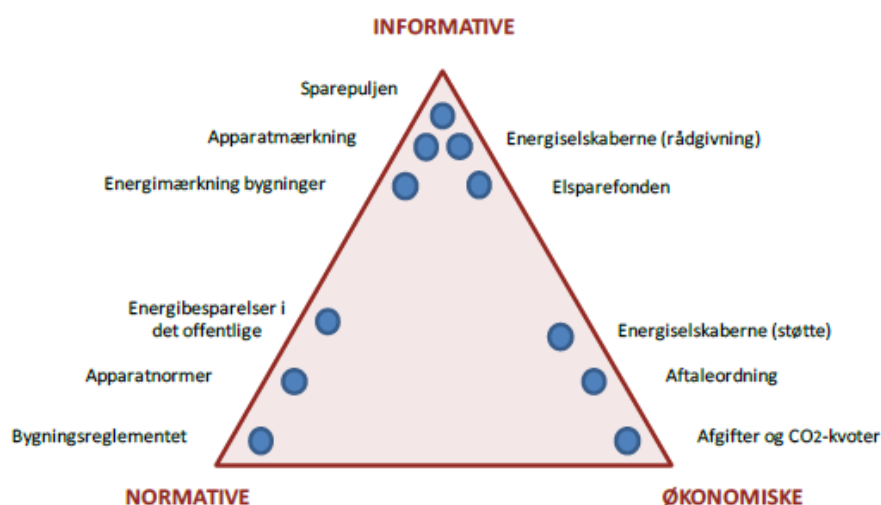 INFORMATIVE
Sparepuljen
Apparatmærkning
Energiselskaberne (rådgivning)
Energimærkning bygninger
Elsparefonden
Energibesparelser i
det offentlige
Energiselskaberne (støtte)
Apparatnormer
Aftaleordning
Bygningsreglementet
Afgifter og CO2-kvoter
NORMATIVE
ØKONOMISKE